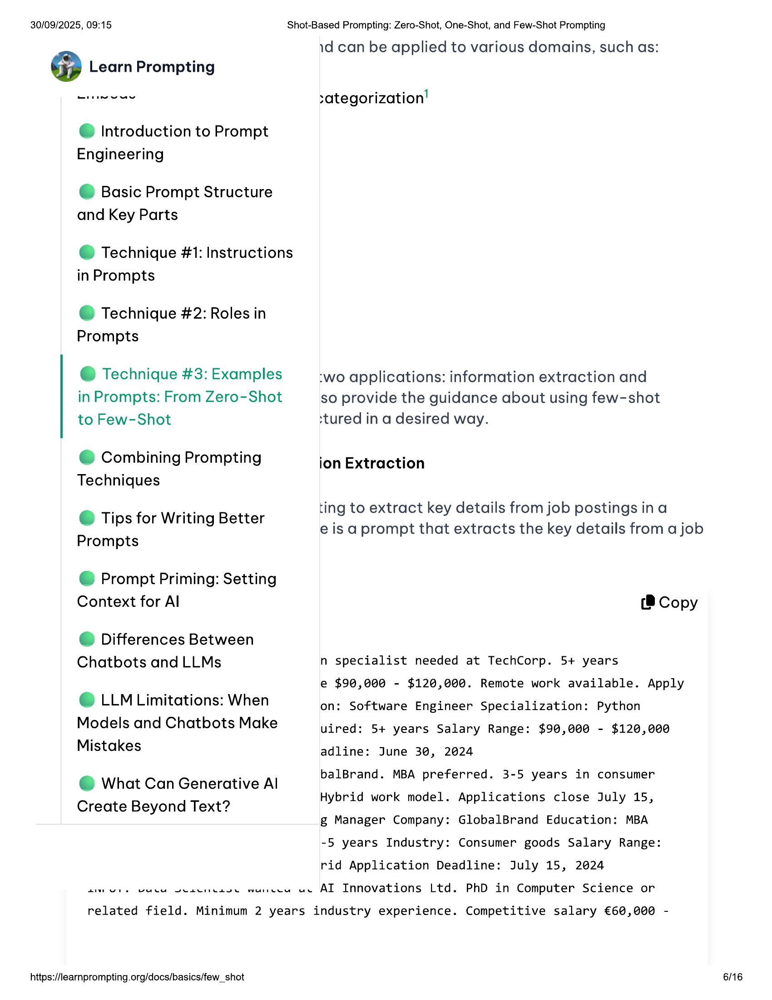 30/09/2025, 09:15
Shot-Based Prompting: Zero-Shot, One-Shot, and Few-Shot Prompting
Learn Prompting
Introduction to Prompt
Engineering
Basic Prompt Structure
and Key Parts
Technique #1: Instructions
in Prompts
Technique #2: Roles in
Prompts
Technique #3: Examples
in Prompts: From Zero-Shot
to Few-Shot
Combining Prompting
Techniques
Tips for Writing Better
Prompts
Prompt Priming: Setting
Context for AI
Differences Between
Chatbots and LLMs
LLM Limitations: When
Models and Chatbots Make
Mistakes
What Can Generative AI
Create Beyond Text?
nd can be applied to various domains, such as:
categorization1
two applications: information extraction and
so provide the guidance about using few-shot
ctured in a desired way.
ion Extraction
ting to extract key details from job postings in a
e is a prompt that extracts the key details from a job
Copy
n specialist needed at TechCorp. 5+ years
e $90,000 - $120,000. Remote work available. Apply
on: Software Engineer Specialization: Python
uired: 5+ years Salary Range: $90,000 - $120,000
adline: June 30, 2024
balBrand. MBA preferred. 3-5 years in consumer
Hybrid work model. Applications close July 15,
g Manager Company: GlobalBrand Education: MBA
-5 years Industry: Consumer goods Salary Range:
rid Application Deadline: July 15, 2024
INPUT: Data Scientist wanted at AI Innovations Ltd. PhD in Computer Science or
related field. Minimum 2 years industry experience. Competitive salary €60,000 -
https://learnprompting.org/docs/basics/few_shot
6/16